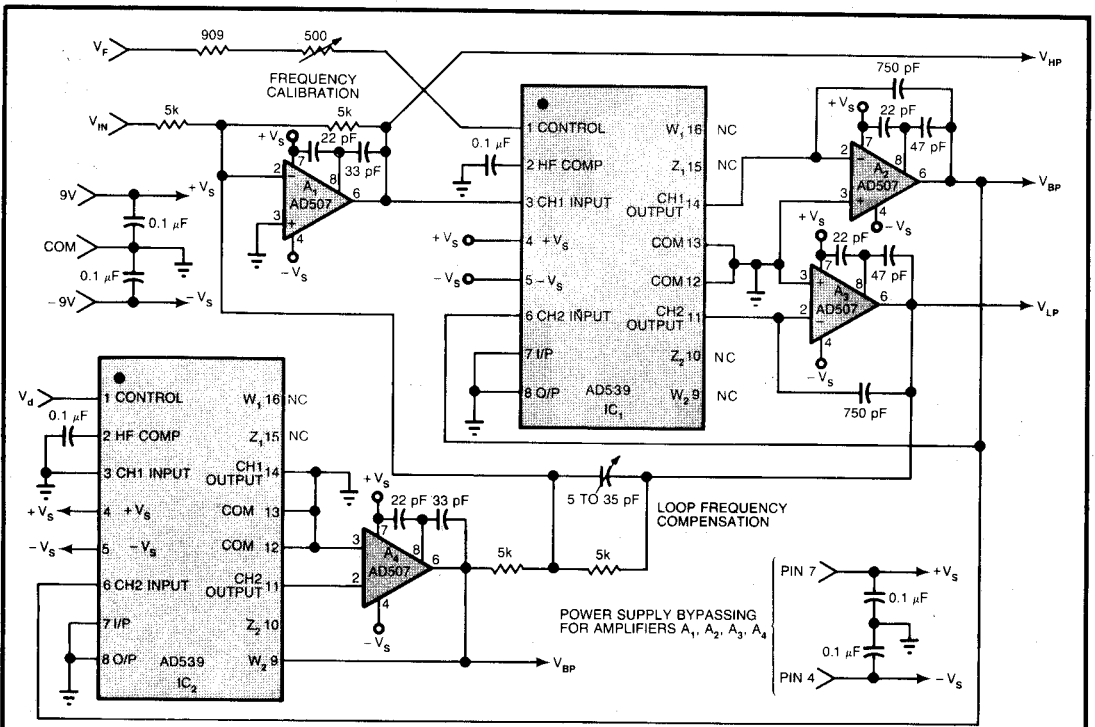 V_F
909
500
FREQUENCY
CALIBRATION
V_HP
V_IN
5k
5k
+V_S
22 pF
33 pF
7
8
2
3
6
4
A_1
AD507
-V_S
9V
+V_S
0.1 µF
COM
0.1 µF
-9V
-V_S
0.1 µF
1 CONTROL
2 HF COMP
3 CH1 INPUT
+V_S
4 +V_S
-V_S
5 -V_S
6 CH2 INPUT
7 I/P
8 O/P
W_1 16 NC
Z_1 15 NC
CH1
OUTPUT 14
COM 13
COM 12
CH2
OUTPUT 11
Z_2 10 NC
W_2 9 NC
AD539
IC_1
750 pF
+V_S
22 pF
47 pF
7
8
2
3
6
4
A_2
AD507
-V_S
V_BP
+V_S
22 pF
47 pF
7
8
3
2
6
4
A_3
AD507
-V_S
V_LP
750 pF
V_d
0.1 µF
1 CONTROL
2 HF COMP
3 CH1 INPUT
+V_S
4 +V_S
-V_S
5 -V_S
6 CH2 INPUT
7 I/P
8 O/P
W_1 16 NC
Z_1 15 NC
CH1
OUTPUT 14
COM 13
COM 12
CH2
OUTPUT 11
Z_2 10
W_2 9
AD539
IC_2
+V_S
22 pF
33 pF
7
8
3
2
6
4
A_4
AD507
-V_S
5 TO 35 pF
LOOP FREQUENCY
COMPENSATION
5k
5k
V_BP
POWER SUPPLY BYPASSING
FOR AMPLIFIERS A_1, A_2, A_3, A_4
PIN 7
+V_S
0.1 µF
0.1 µF
PIN 4
-V_S